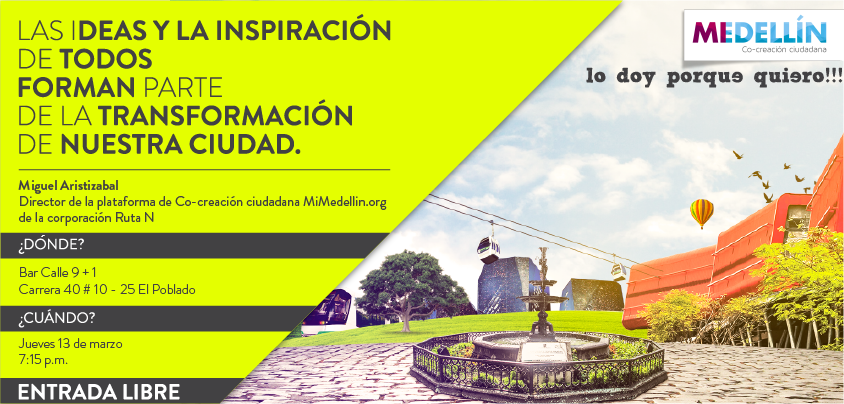 LAS IDEAS Y LA INSPIRACIÓN
DE TODOS
FORMAN PARTE
DE LA TRANSFORMACIÓN
DE NUESTRA CIUDAD.
Miguel Aristizabal
Director de la plataforma de Co-creación ciudadana MiMedellin.org
de la corporación Ruta N
¿DÓNDE?
Bar Calle 9 + 1
Carrera 40 # 10 - 25 El Poblado
¿CUÁNDO?
Jueves 13 de marzo
7:15 p.m.
ENTRADA LIBRE
MEDELLÍN
Co-creación ciudadana
lo doy porque quiero!!!